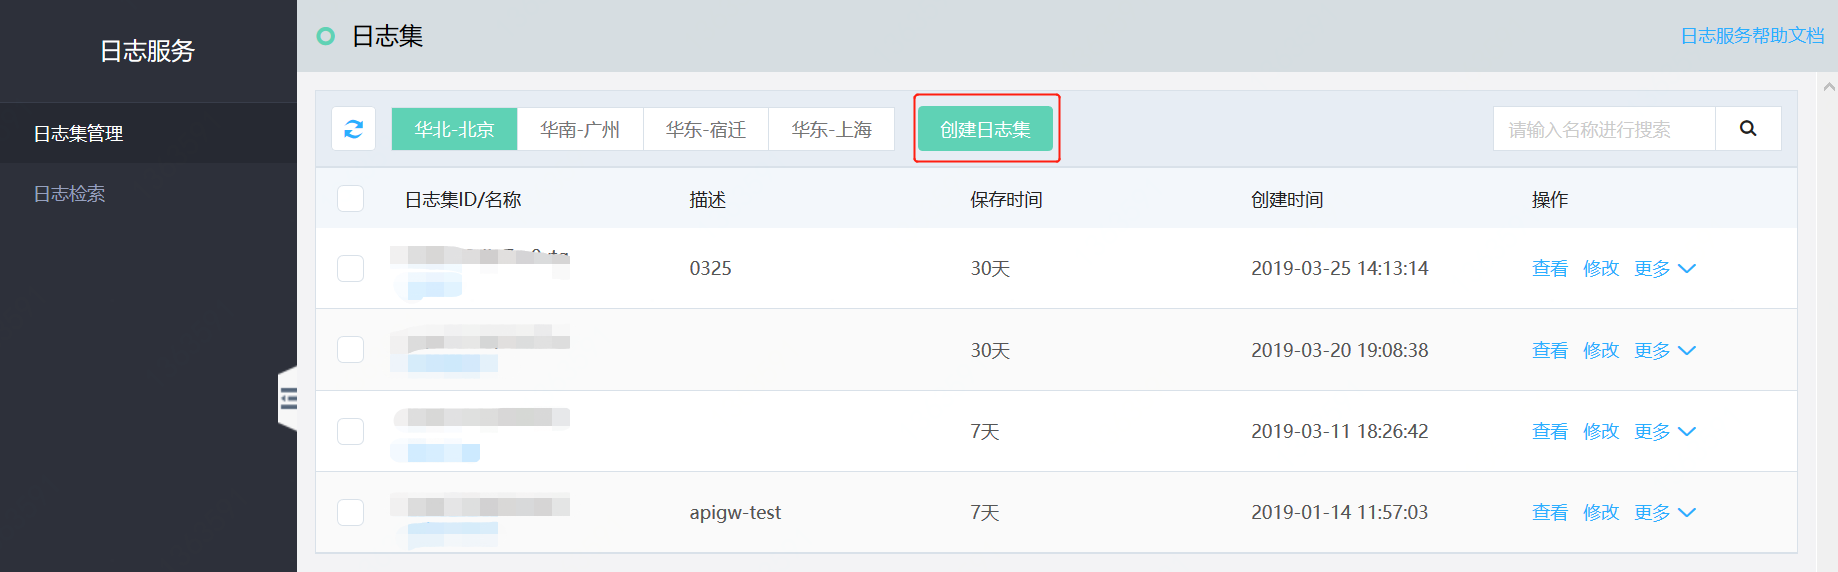 日志服务
日志集管理
日志检索
日志集
日志服务帮助文档
华北-北京 华南-广州 华东-宿迁 华东-上海 创建日志集 请输入名称进行搜索
日志集ID/名称 描述 保存时间 创建时间 操作
0325 30天 2019-03-25 14:13:14 查看 修改 更多
30天 2019-03-20 19:08:38 查看 修改 更多
7天 2019-03-11 18:26:42 查看 修改 更多
apigw-test 7天 2019-01-14 11:57:03 查看 修改 更多